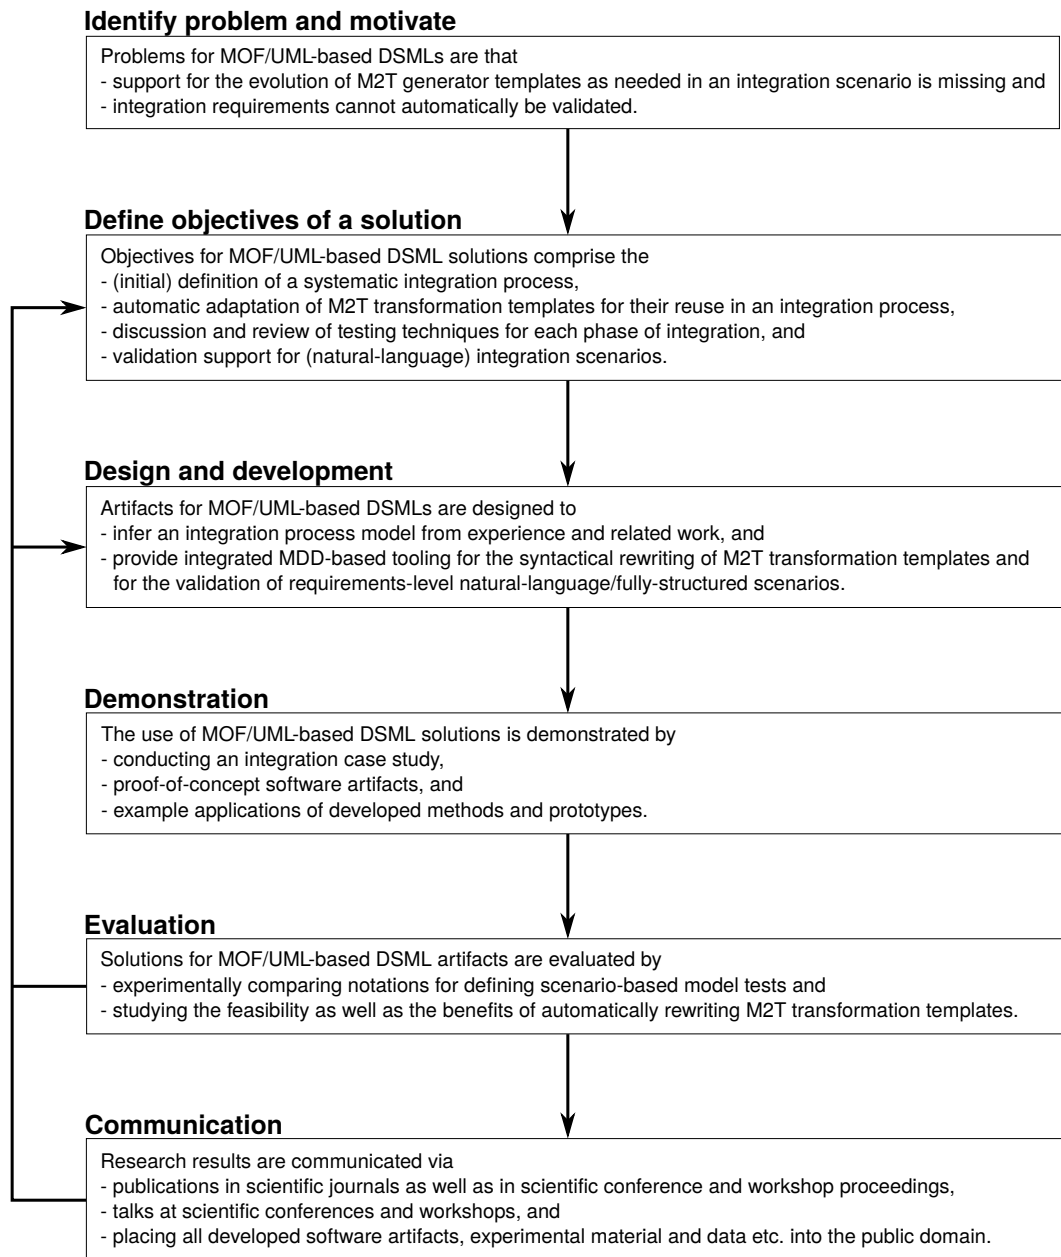 Identify problem and motivate
Problems for MOF/UML-based DSMLs are that
- support for the evolution of M2T generator templates as needed in an integration scenario is missing and
- integration requirements cannot automatically be validated.
Define objectives of a solution
Objectives for MOF/UML-based DSML solutions comprise the
- (initial) definition of a systematic integration process,
- automatic adaptation of M2T transformation templates for their reuse in an integration process,
- discussion and review of testing techniques for each phase of integration, and
- validation support for (natural-language) integration scenarios.
Design and development
Artifacts for MOF/UML-based DSMLs are designed to
- infer an integration process model from experience and related work, and
- provide integrated MDD-based tooling for the syntactical rewriting of M2T transformation templates and
for the validation of requirements-level natural-language/fully-structured scenarios.
Demonstration
The use of MOF/UML-based DSML solutions is demonstrated by
- conducting an integration case study,
- proof-of-concept software artifacts, and
- example applications of developed methods and prototypes.
Evaluation
Solutions for MOF/UML-based DSML artifacts are evaluated by
- experimentally comparing notations for defining scenario-based model tests and
- studying the feasibility as well as the benefits of automatically rewriting M2T transformation templates.
Communication
Research results are communicated via
- publications in scientific journals as well as in scientific conference and workshop proceedings,
- talks at scientific conferences and workshops, and
- placing all developed software artifacts, experimental material and data etc. into the public domain.